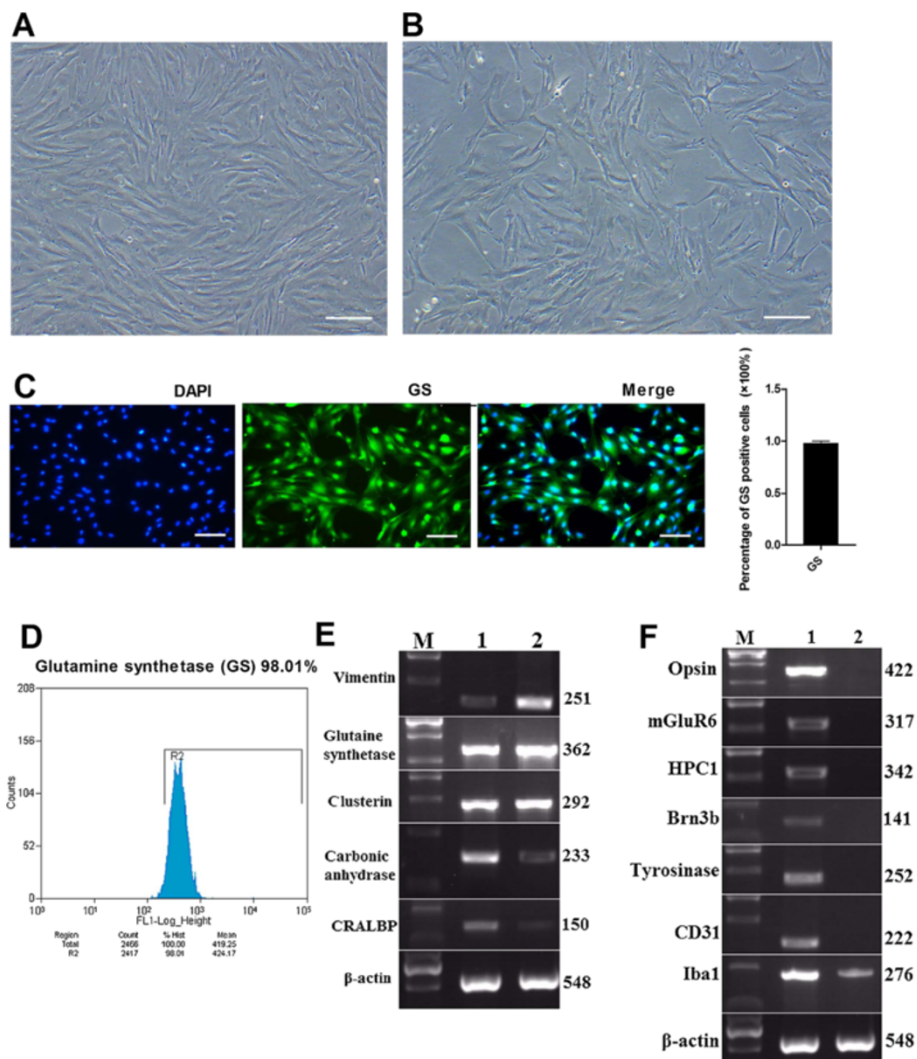 A
B
C
DAPI
GS
Merge
Percentage of GS positive cells (×100%)
1.5
1.0
0.5
0.0
GS
D
Glutamine synthetase (GS) 98.01%
208
156
104
52
0
Counts
R2
10⁰ 10¹ 10² 10³ 10⁴ 10⁵
FL1-Log_Height
Region Count % Hist Mean
Total 2466 100.00 419.25
R2 2417 98.01 424.17
E
M 1 2
Vimentin 251
Glutaine
synthetase 362
Clusterin 292
Carbonic
anhydrase 233
CRALBP 150
β-actin 548
F
M 1 2
Opsin 422
mGluR6 317
HPC1 342
Brn3b 141
Tyrosinase 252
CD31 222
Iba1 276
β-actin 548